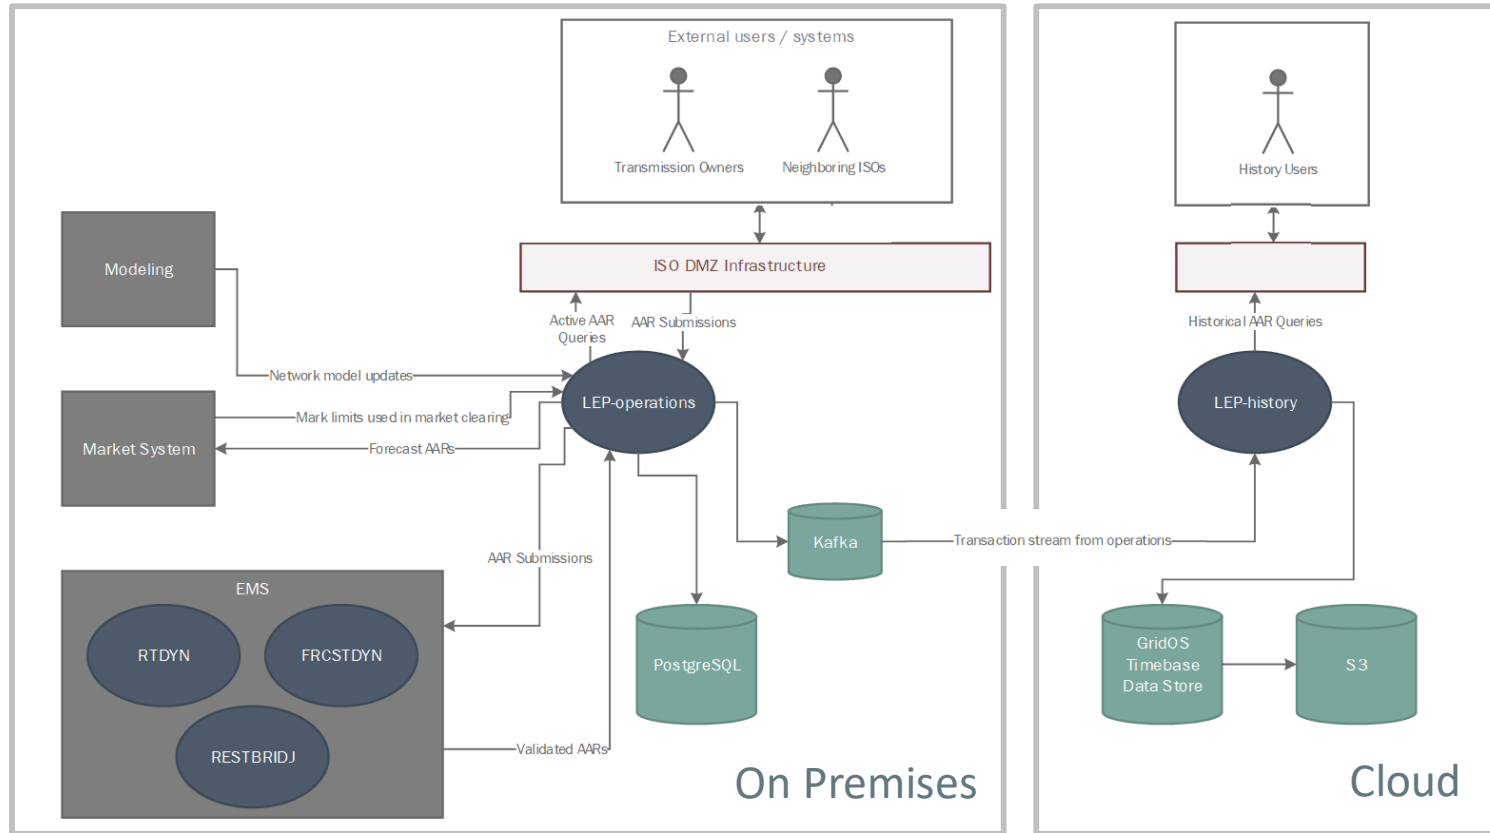 External users / systems
Transmission Owners
Neighboring ISOs
History Users
Modeling
ISO DMZ Infrastructure
Active AAR
Queries
AAR Submissions
Historical AAR Queries
Network model updates
LEP-operations
LEP-history
Mark limits used in market clearing
Market System
Forecast AARs
Kafka
Transaction stream from operations
AAR Submissions
EMS
RTDYN
FRCSTDYN
RESTBRIDJ
PostgreSQL
GridOS
Timebase
Data Store
S3
Validated AARs
On Premises
Cloud